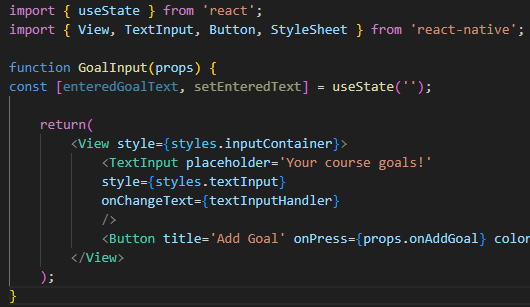 import { useState } from 'react';
import { View, TextInput, Button, StyleSheet } from 'react-native';
function GoalInput(props) {
const [enteredGoalText, setEnteredText] = useState('');
return(
<View style={styles.inputContainer}>
<TextInput placeholder='Your course goals!'
style={styles.textInput}
onChangeText={textInputHandler}
/>
<Button title='Add Goal' onPress={props.onAddGoal} color
</View>
);
}